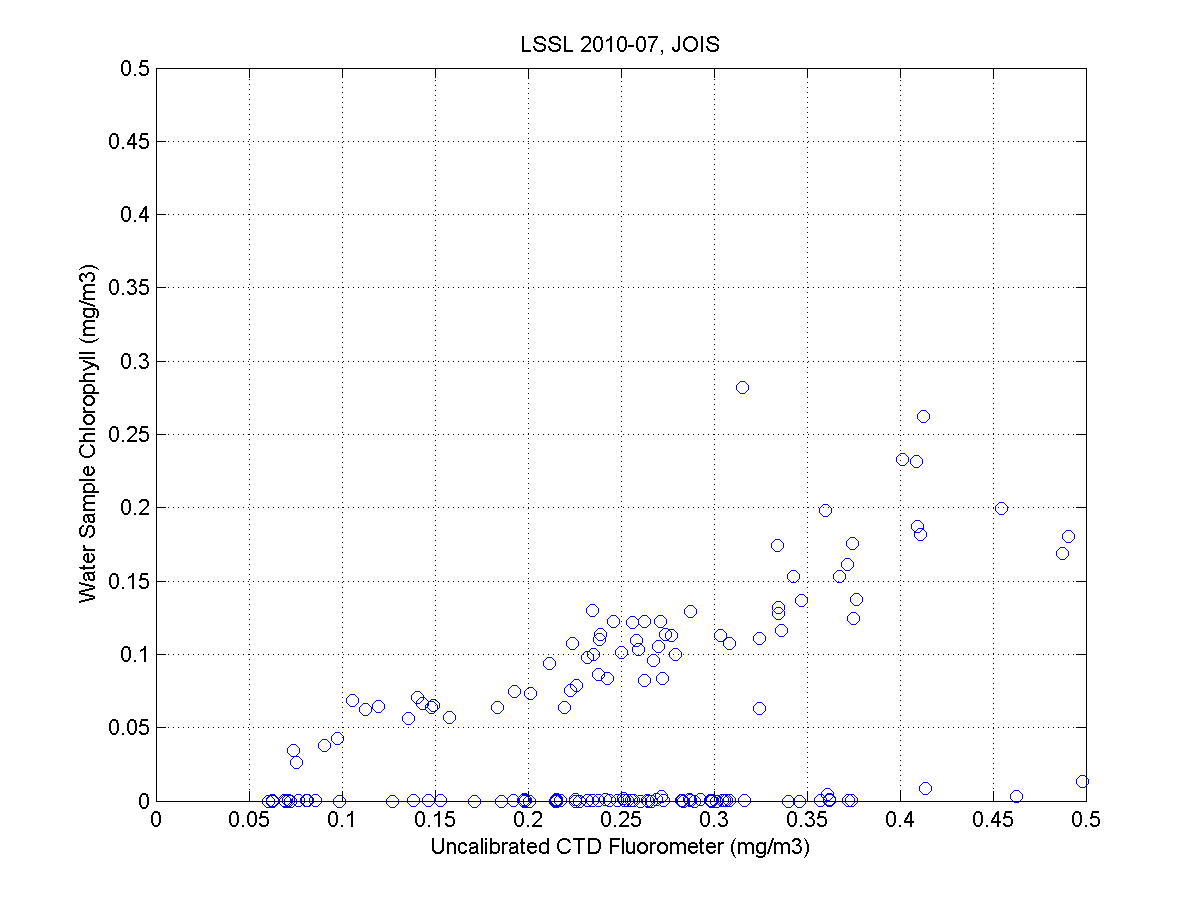 LSSL 2010-07, JOIS
0.5
0.45
0.4
0.35
0.3
0.25
0.2
0.15
0.1
0.05
0
Water Sample Chlorophyll (mg/m3)
0 0.05 0.1 0.15 0.2 0.25 0.3 0.35 0.4 0.45 0.5
Uncalibrated CTD Fluorometer (mg/m3)